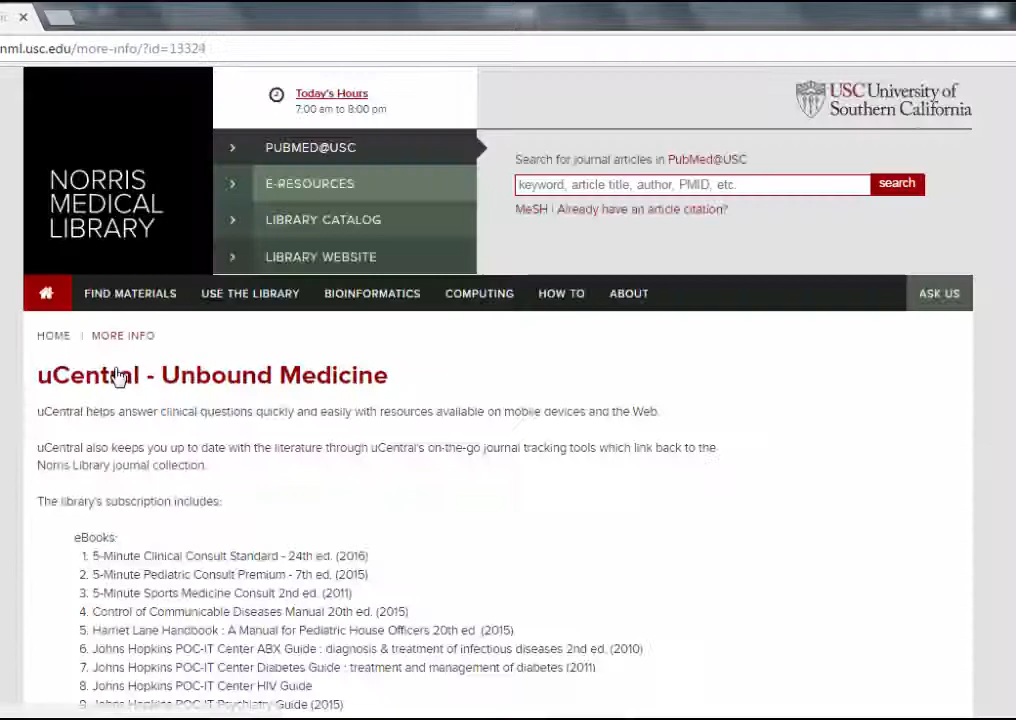 nml.usc.edu/more-info/?id=13324
Today's Hours
7:00 am to 8:00 pm
NORRIS
MEDICAL
LIBRARY
PUBMED@USC
E-RESOURCES
LIBRARY CATALOG
LIBRARY WEBSITE
USC University of
Southern California
Search for journal articles in PubMed@USC
keyword, article title, author, PMID, etc.
search
MeSH | Already have an article citation?
FIND MATERIALS
USE THE LIBRARY
BIOINFORMATICS
COMPUTING
HOW TO
ABOUT
ASK US
HOME | MORE INFO
uCentral - Unbound Medicine
uCentral helps answer clinical questions quickly and easily with resources available on mobile devices and the Web.
uCentral also keeps you up to date with the literature through uCentral's on-the-go journal tracking tools which link back to the
Norris Library journal collection.
The library's subscription includes:
eBooks:
1. 5-Minute Clinical Consult Standard - 24th ed. (2016)
2. 5-Minute Pediatric Consult Premium - 7th ed. (2015)
3. 5-Minute Sports Medicine Consult 2nd ed. (2011)
4. Control of Communicable Diseases Manual 20th ed. (2015)
5. Harriet Lane Handbook : A Manual for Pediatric House Officers 20th ed. (2015)
6. Johns Hopkins POC-IT Center ABX Guide : diagnosis & treatment of infectious diseases 2nd ed. (2010)
7. Johns Hopkins POC-IT Center Diabetes Guide : treatment and management of diabetes (2011)
8. Johns Hopkins POC-IT Center HIV Guide
9. Johns Hopkins POC-IT Psychiatry Guide (2015)